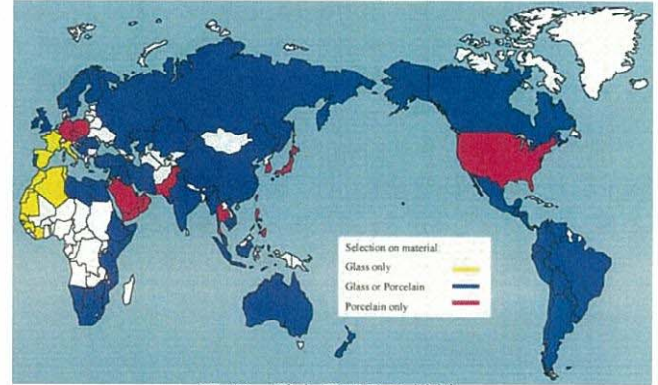 Selection on material
Glass only
Glass or Porcelain
Porcelain only